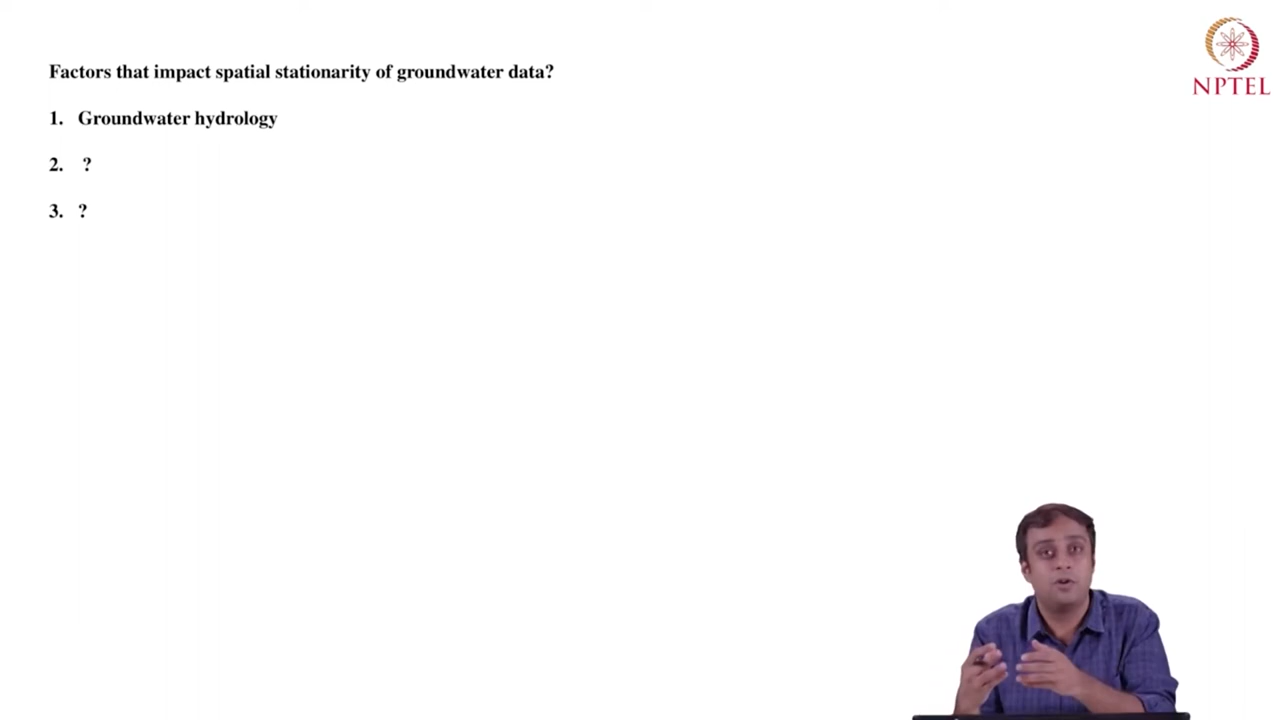 Factors that impact spatial stationarity of groundwater data?
1. Groundwater hydrology
2. ?
3. ?
NPTEL